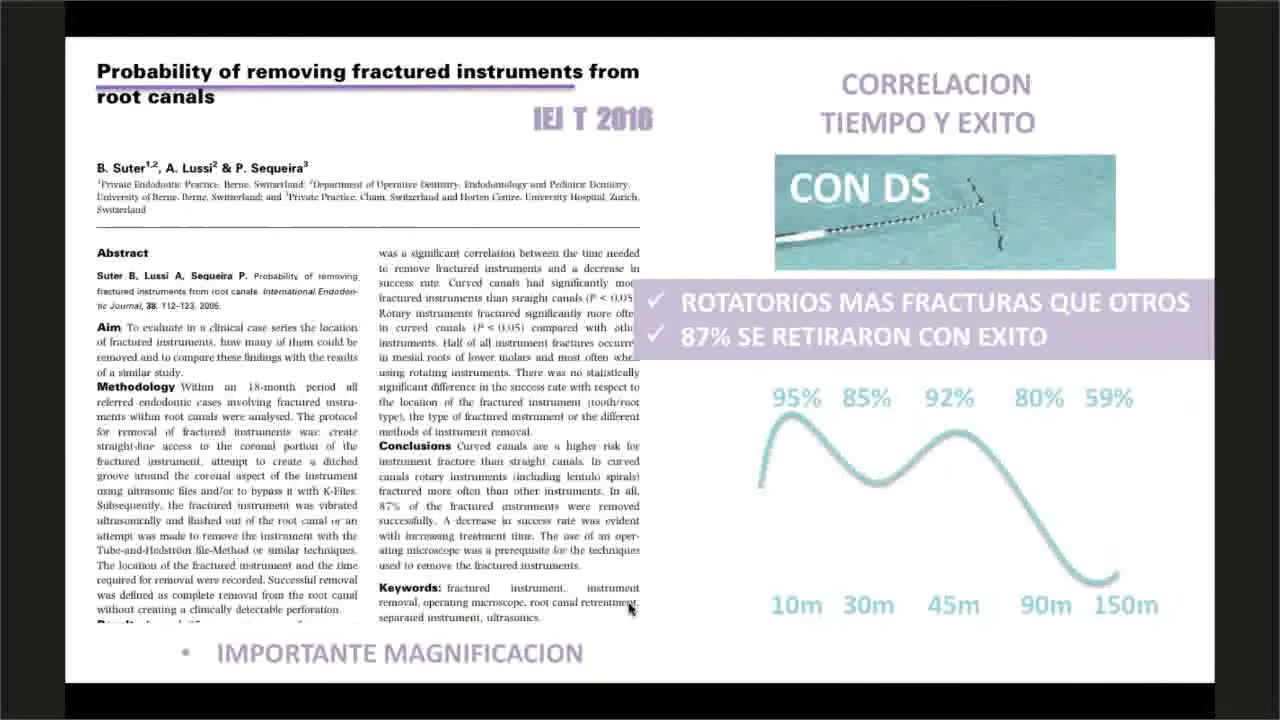 Probability of removing fractured instruments from
root canals
IEJ T 2016
B. Suter1,2, A. Lussi2 & P. Sequeira3
1Private Endodontic Practice, Berne, Switzerland; 2Department of Operative Dentistry, Endodontology and Pediatric Dentistry,
University of Berne, Berne, Switzerland; and 3Private Practice, Cham, Switzerland and Horten Centre, University Hospital, Zurich,
Switzerland
Abstract
Suter B, Lussi A, Sequeira P. Probability of removing
fractured instruments from root canals. International Endodon-
tic Journal, 38, 112–123, 2005.
Aim To evaluate in a clinical case series the location
of fractured instruments, how many of them could be
removed and to compare these findings with the results
of a similar study.
Methodology Within an 18-month period all
referred endodontic cases involving fractured instru-
ments within root canals were analysed. The protocol
for removal of fractured instruments was: create
straight-line access to the coronal portion of the
fractured instrument, attempt to create a ditched
groove around the coronal aspect of the instrument
using ultrasonic files and/or to bypass it with K-Files.
Subsequently, the fractured instrument was vibrated
ultrasonically and flushed out of the root canal or an
attempt was made to remove the instrument with the
Tube-and-Hedström file-Method or similar techniques.
The location of the fractured instrument and the time
required for removal were recorded. Successful removal
was defined as complete removal from the root canal
without creating a clinically detectable perforation.
was a significant correlation between the time needed
to remove fractured instruments and a decrease in
success rate. Curved canals had significantly mor
fractured instruments than straight canals (P < 0.05
Rotary instruments fractured significantly more ofte
in curved canals (P < 0.05) compared with othe
instruments. Half of all instrument fractures occurre
in mesial roots of lower molars and most often whe
using rotating instruments. There was no statistically
significant difference in the success rate with respect to
the location of the fractured instrument (tooth/root
type), the type of fractured instrument or the different
methods of instrument removal.
Conclusions Curved canals are a higher risk for
instrument fracture than straight canals. In curved
canals rotary instruments (including lentulo spirals)
fractured more often than other instruments. In all,
87% of the fractured instruments were removed
successfully. A decrease in success rate was evident
with increasing treatment time. The use of an oper-
ating microscope was a prerequisite for the techniques
used to remove the fractured instruments.
Keywords: fractured instrument, instrument
removal, operating microscope, root canal retreatment,
separated instrument, ultrasonics.
• IMPORTANTE MAGNIFICACION
CORRELACION
TIEMPO Y EXITO
CON DS
✓ ROTATORIOS MAS FRACTURAS QUE OTROS
✓ 87% SE RETIRARON CON EXITO
95% 85% 92% 80% 59%
10m 30m 45m 90m 150m